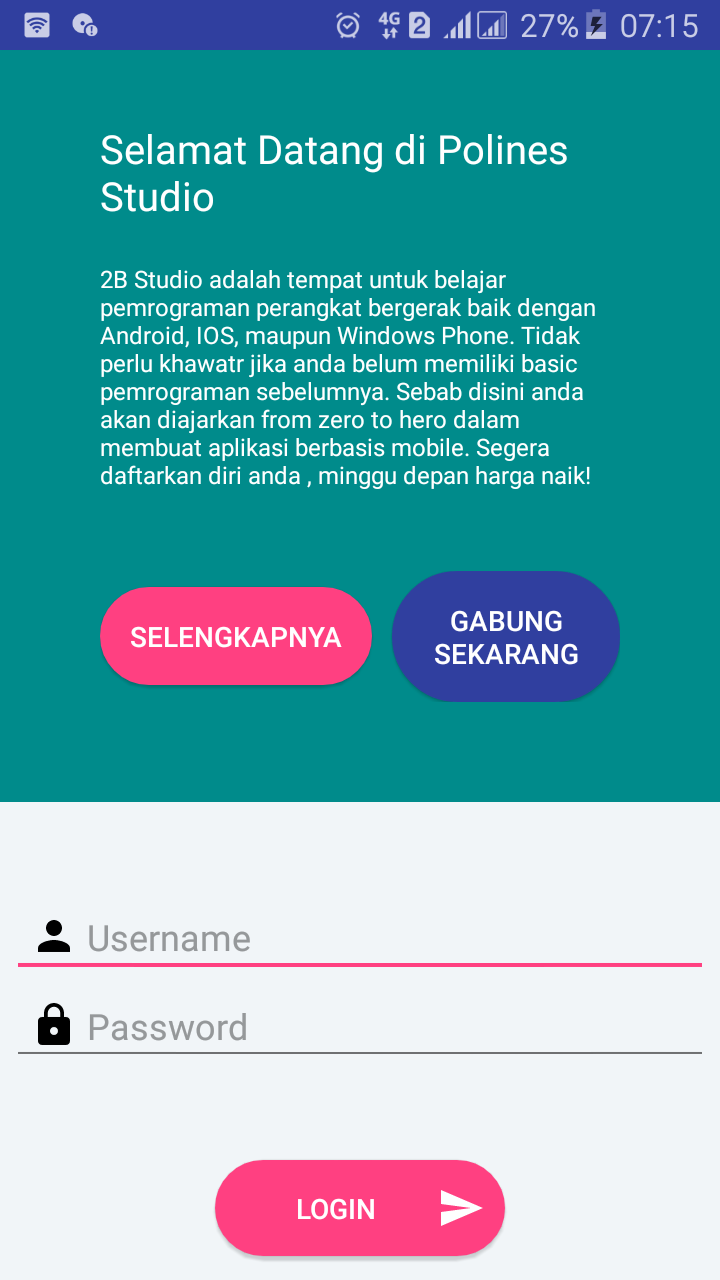 4G 2 27% 07:15
Selamat Datang di Polines
Studio
2B Studio adalah tempat untuk belajar
pemrograman perangkat bergerak baik dengan
Android, IOS, maupun Windows Phone. Tidak
perlu khawatr jika anda belum memiliki basic
pemrograman sebelumnya. Sebab disini anda
akan diajarkan from zero to hero dalam
membuat aplikasi berbasis mobile. Segera
daftarkan diri anda , minggu depan harga naik!
SELENGKAPNYA
GABUNG
SEKARANG
Username
Password
LOGIN